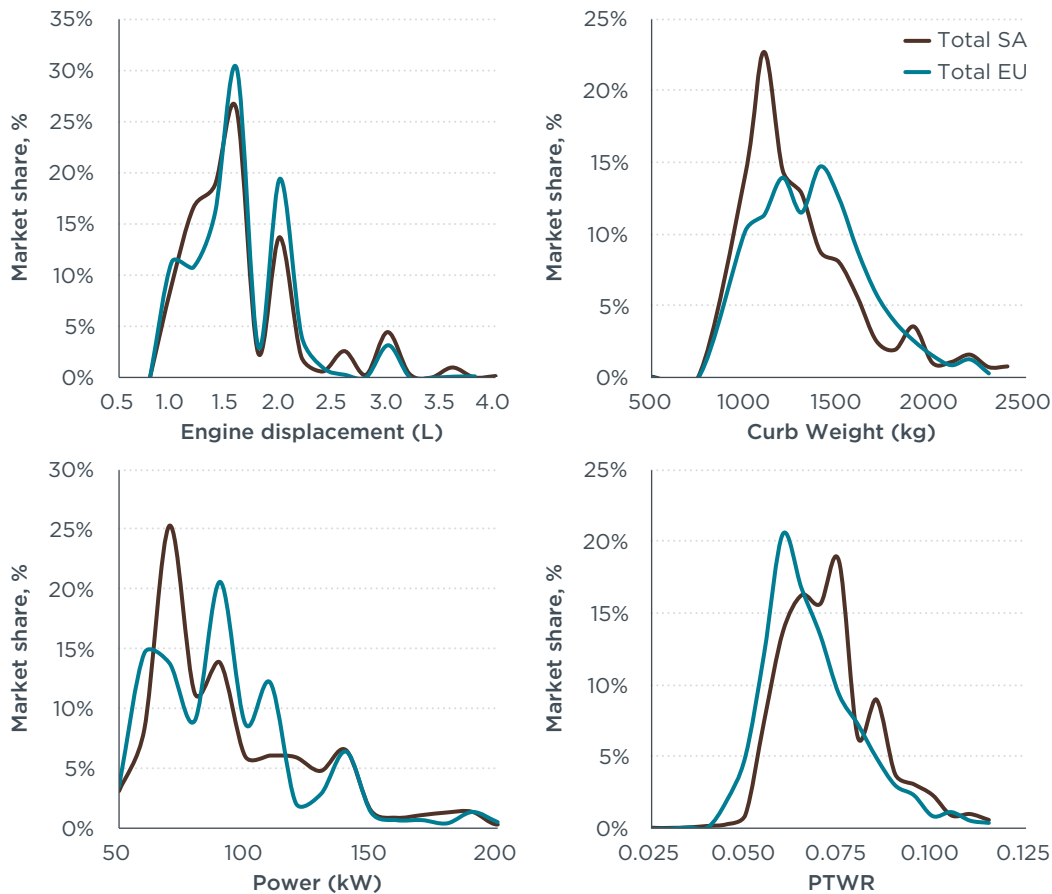 35%
30%
25%
20%
15%
10%
5%
0%
Market share, %
0.5 1.0 1.5 2.0 2.5 3.0 3.5 4.0
Engine displacement (L)
25%
20%
15%
10%
5%
0%
Market share, %
Total SA
Total EU
500 1000 1500 2000 2500
Curb Weight (kg)
30%
25%
20%
15%
10%
5%
0%
Market share, %
50 100 150 200
Power (kW)
25%
20%
15%
10%
5%
0%
Market share, %
0.025 0.050 0.075 0.100 0.125
PTWR